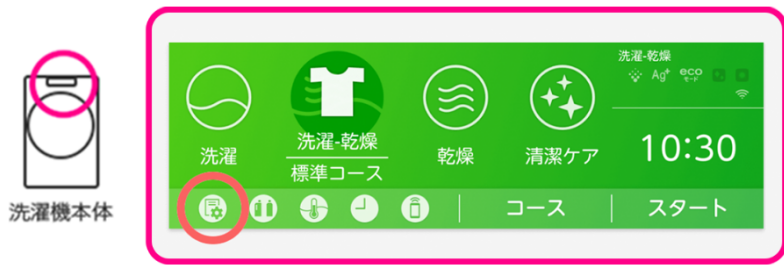 洗濯機本体
洗濯
洗濯-乾燥
標準コース
乾燥
清潔ケア
洗濯-乾燥
Ag+ eco
モード
10:30
コース
スタート